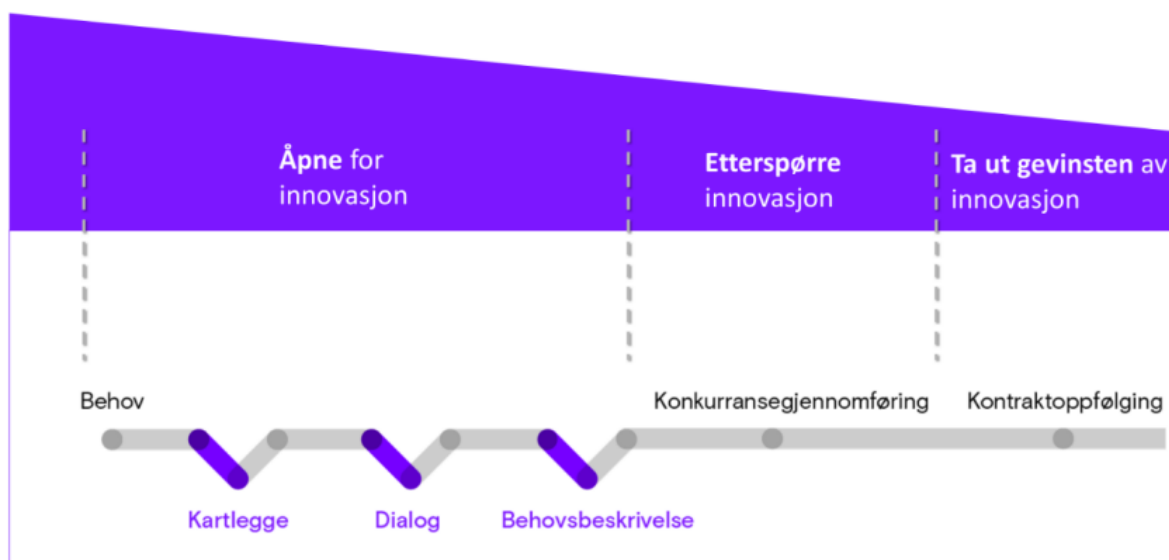 Åpne for
innovasjon
Etterspørre
innovasjon
Ta ut gevinsten av
innovasjon
Behov
Konkurransegjennomføring
Kontraktoppfølging
Kartlegge
Dialog
Behovsbeskrivelse